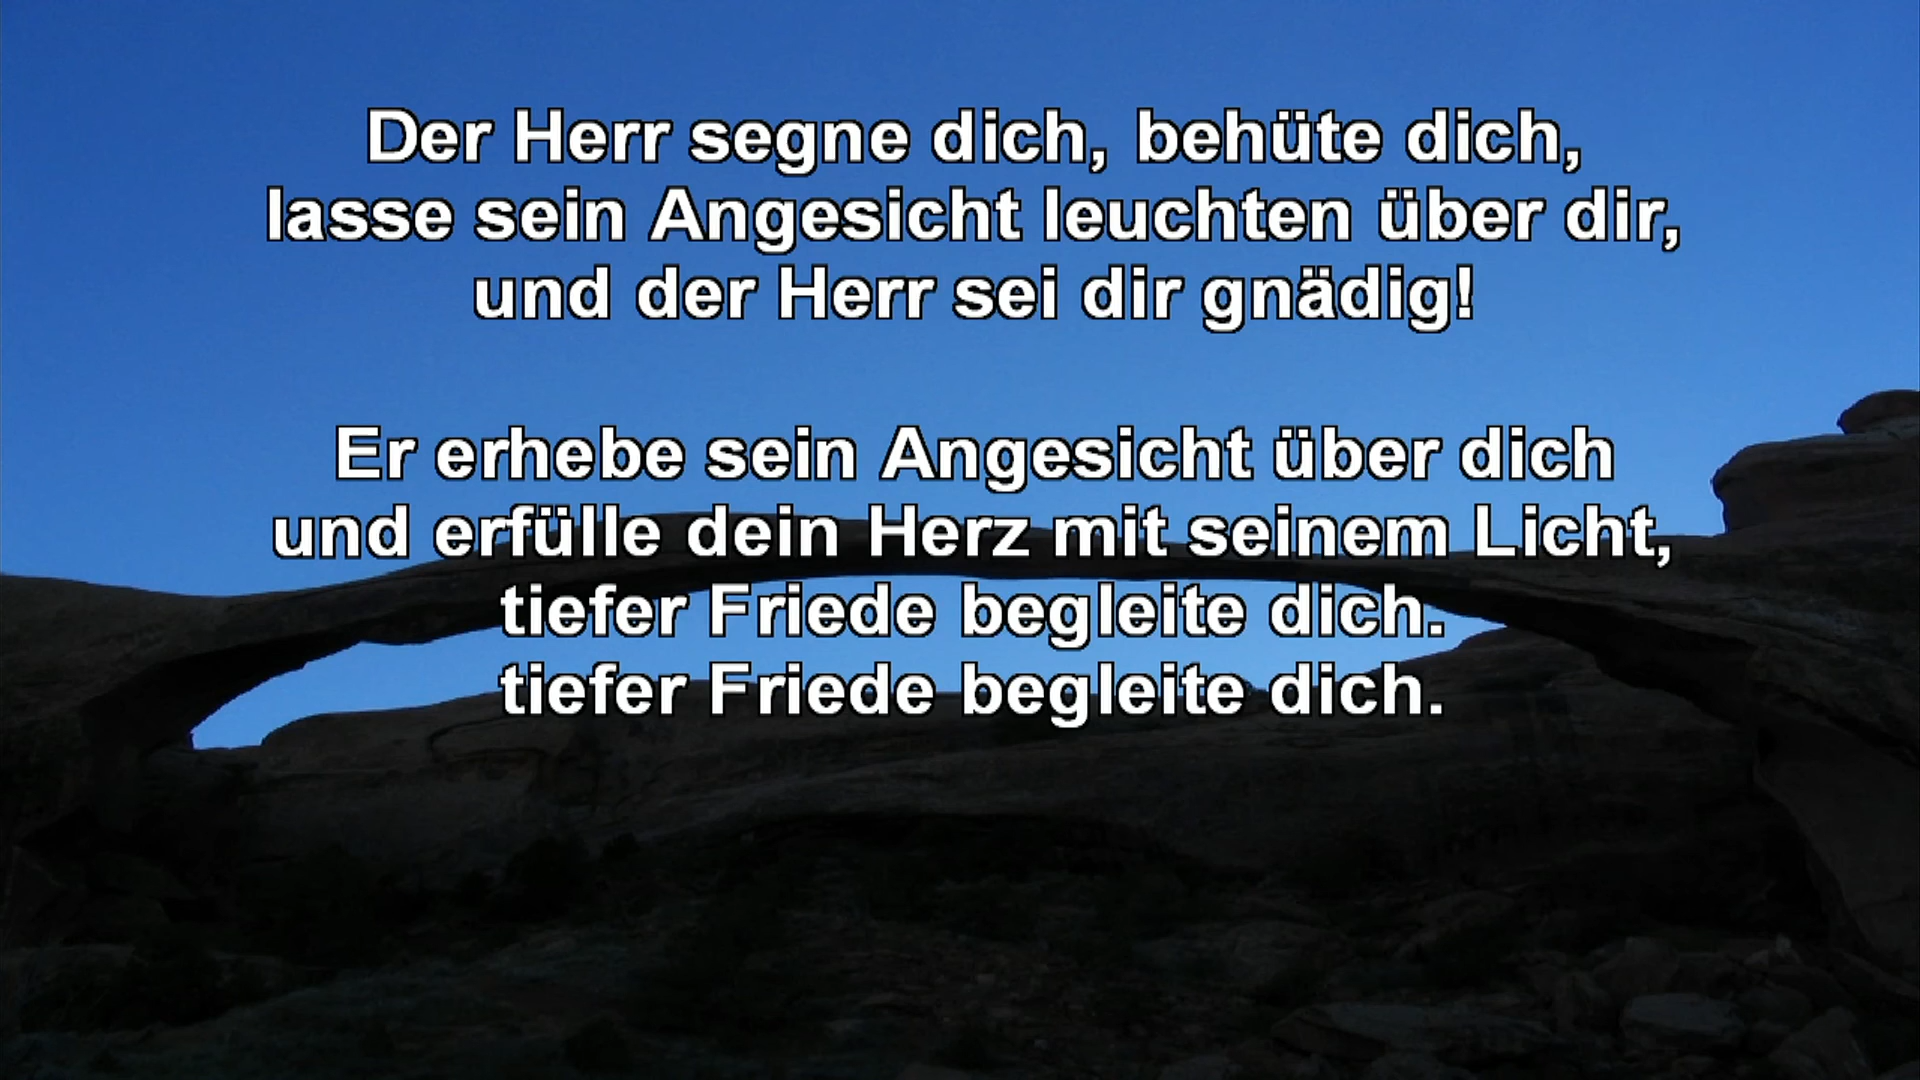 Der Herr segne dich, behüte dich,
lasse sein Angesicht leuchten über dir,
und der Herr sei dir gnädig!
Er erhebe sein Angesicht über dich
und erfülle dein Herz mit seinem Licht,
tiefer Friede begleite dich.
tiefer Friede begleite dich.